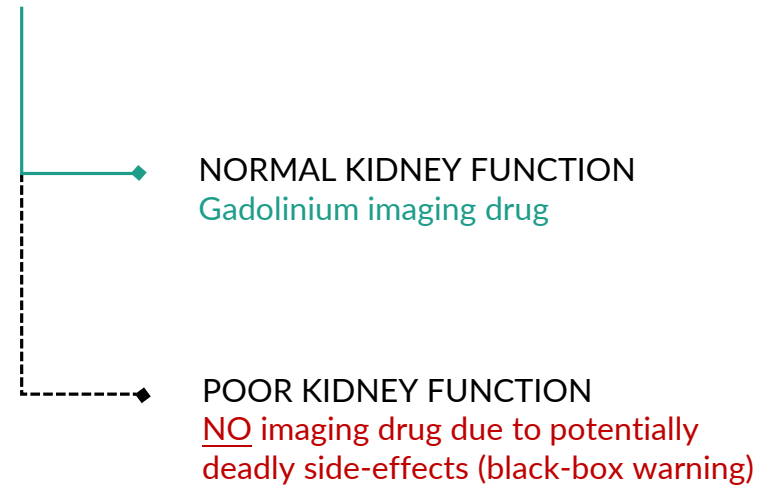 NORMAL KIDNEY FUNCTION
Gadolinium imaging drug
POOR KIDNEY FUNCTION
NO imaging drug due to potentially
deadly side-effects (black-box warning)